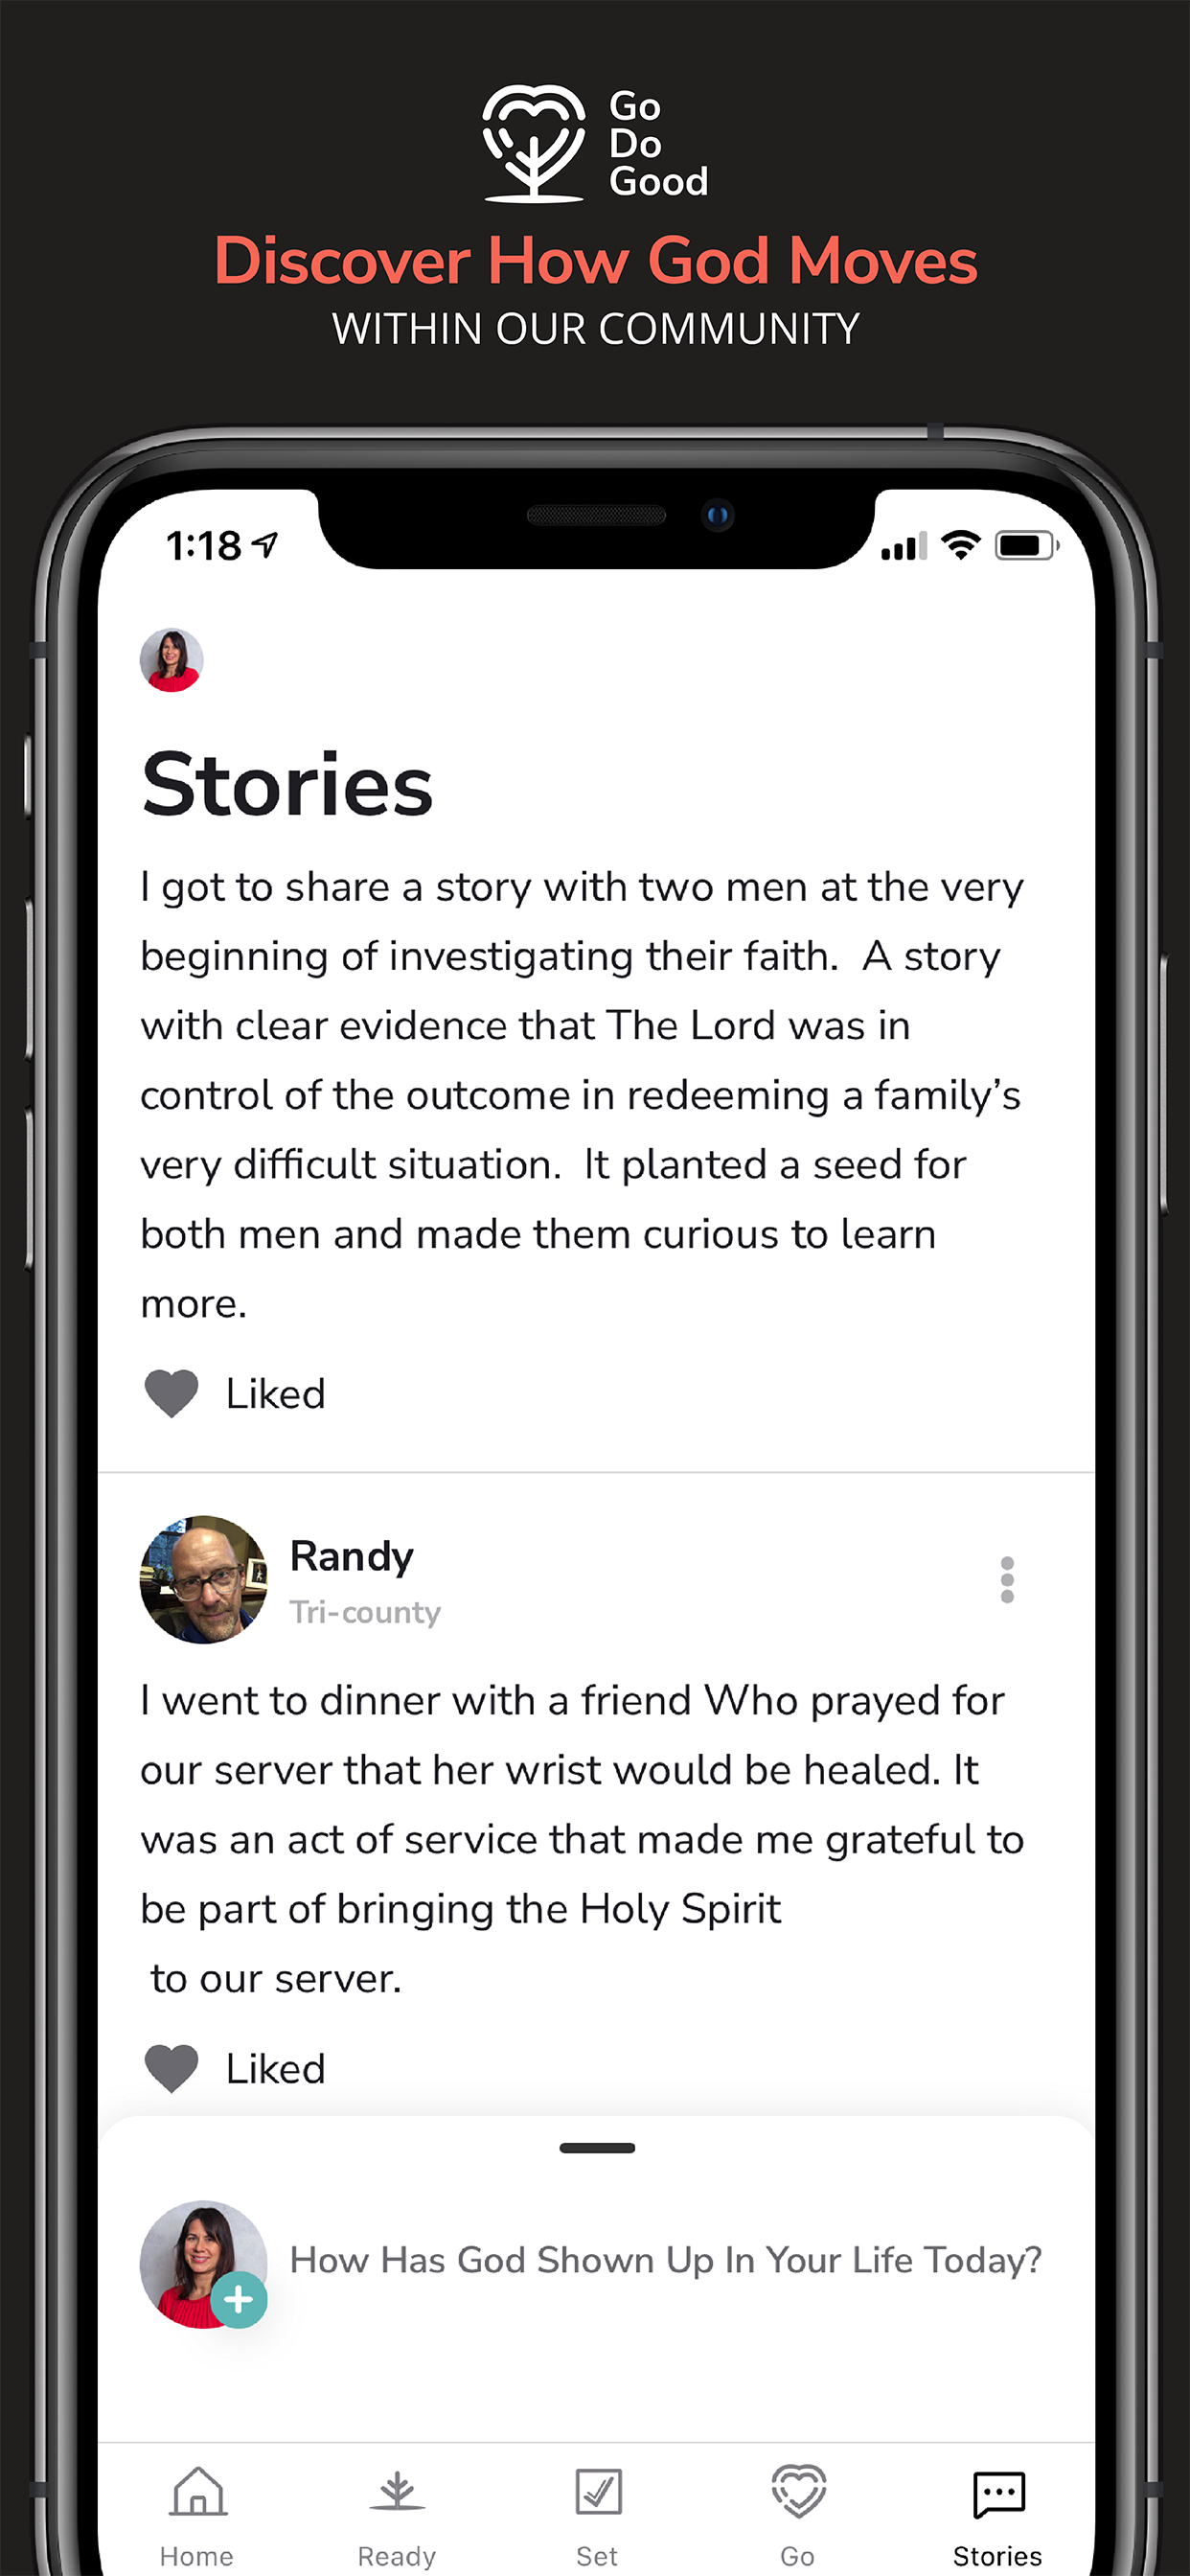 Go
Do
Good
Discover How God Moves
WITHIN OUR COMMUNITY
1:18
Stories
I got to share a story with two men at the very
beginning of investigating their faith.  A story
with clear evidence that The Lord was in
control of the outcome in redeeming a family’s
very difficult situation.  It planted a seed for
both men and made them curious to learn
more.
Liked
Randy
Tri-county
I went to dinner with a friend Who prayed for
our server that her wrist would be healed. It
was an act of service that made me grateful to
be part of bringing the Holy Spirit
to our server.
Liked
How Has God Shown Up In Your Life Today?
Home Ready Set Go Stories